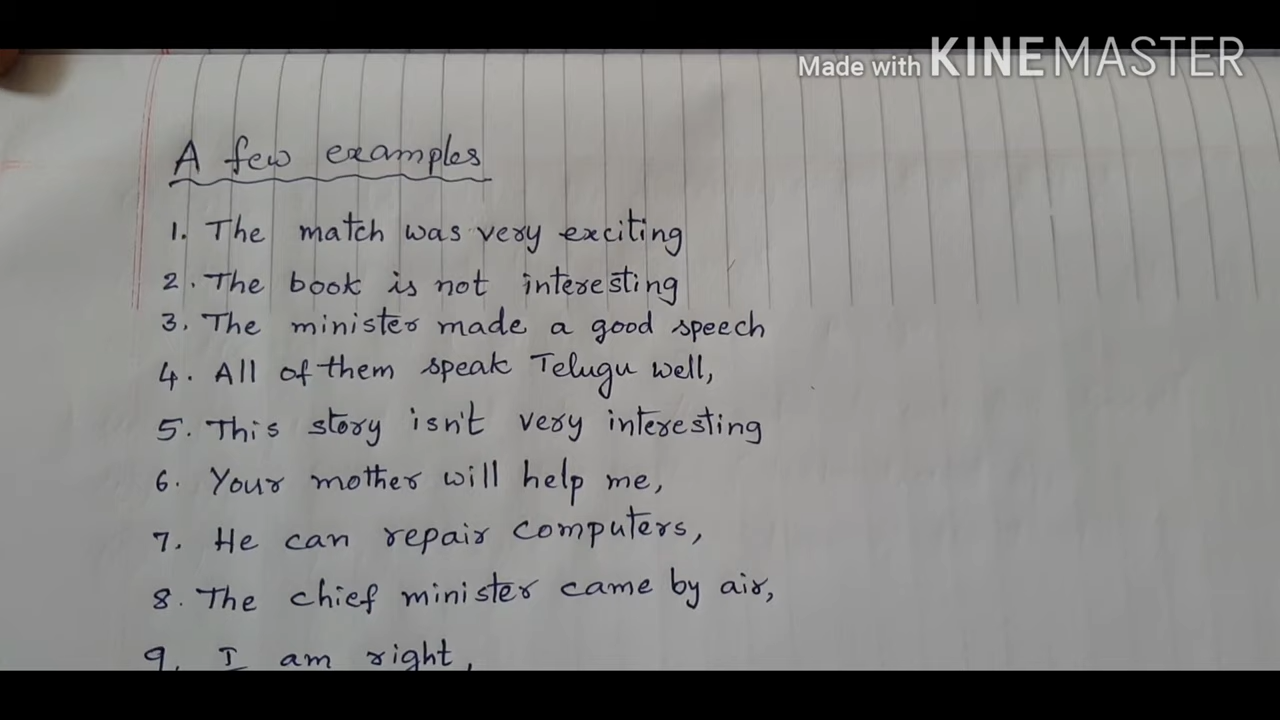 Made with KINEMASTER
A few examples
1. The match was very exciting
2. The book is not interesting
3. The minister made a good speech
4. All of them speak Telugu well,
5. This story isn't very interesting
6. Your mother will help me,
7. He can repair computers,
8. The chief minister came by air,
9. I am right,